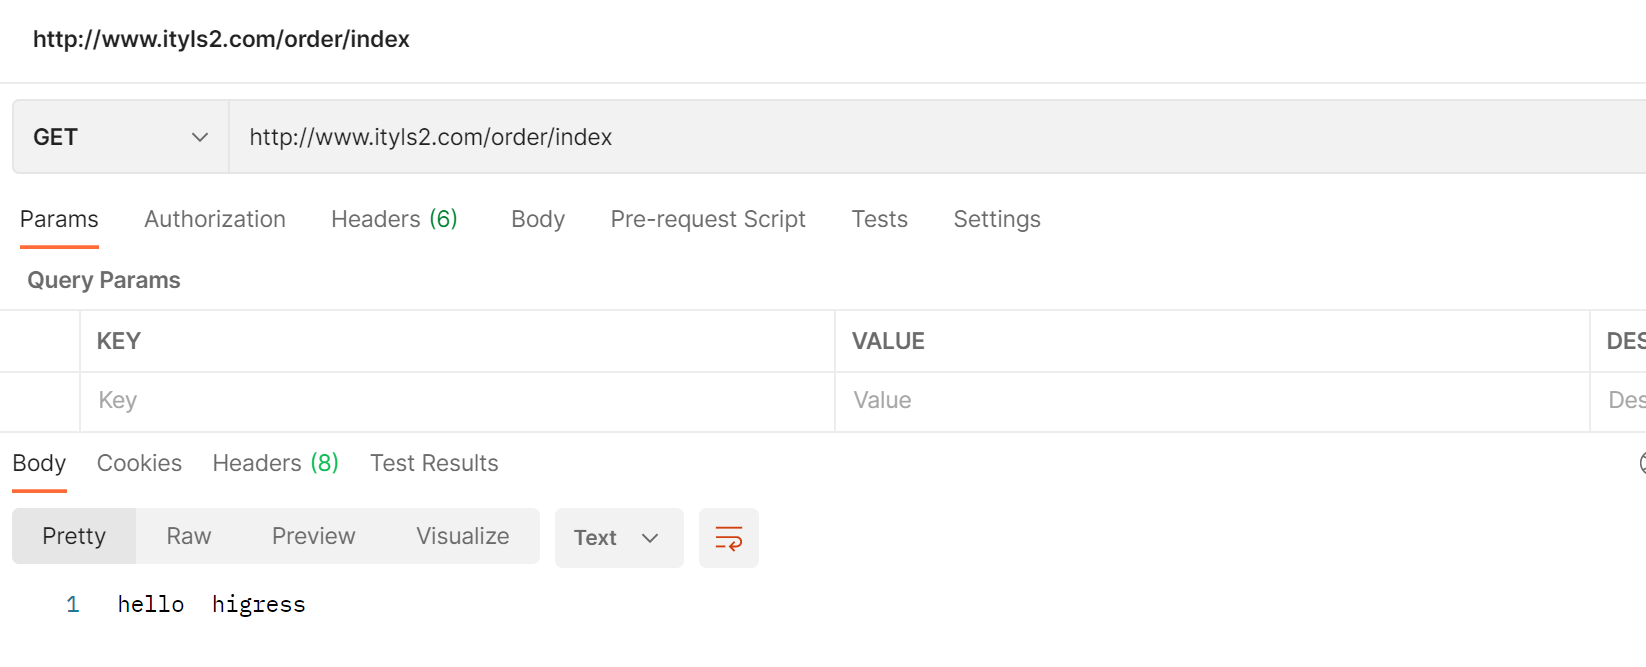 http://www.ityls2.com/order/index
GET http://www.ityls2.com/order/index
Params Authorization Headers (6) Body Pre-request Script Tests Settings
Query Params
KEY VALUE DES
Key Value Des
Body Cookies Headers (8) Test Results
Pretty Raw Preview Visualize Text
1 hello  higress